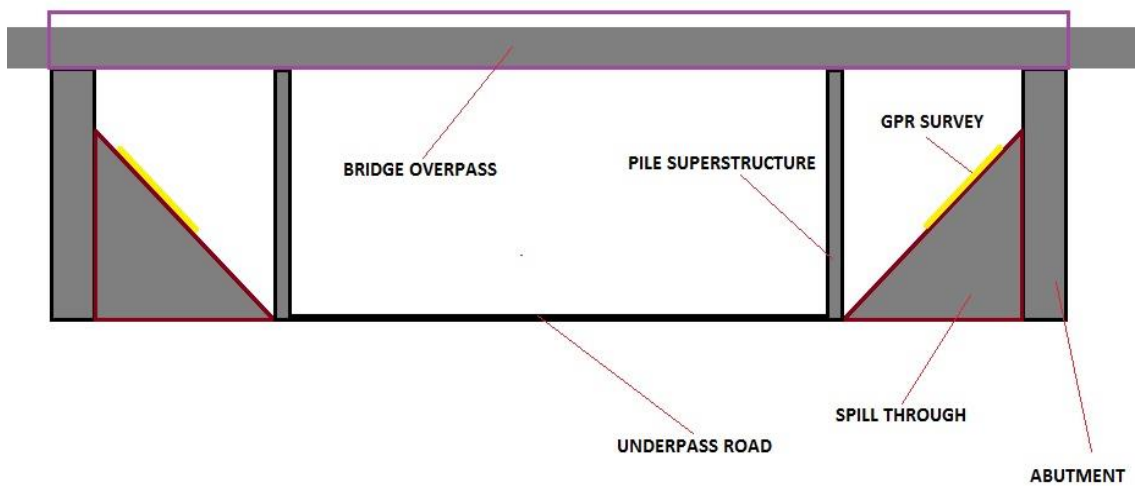 GPR SURVEY
BRIDGE OVERPASS
PILE SUPERSTRUCTURE
SPILL THROUGH
UNDERPASS ROAD
ABUTMENT